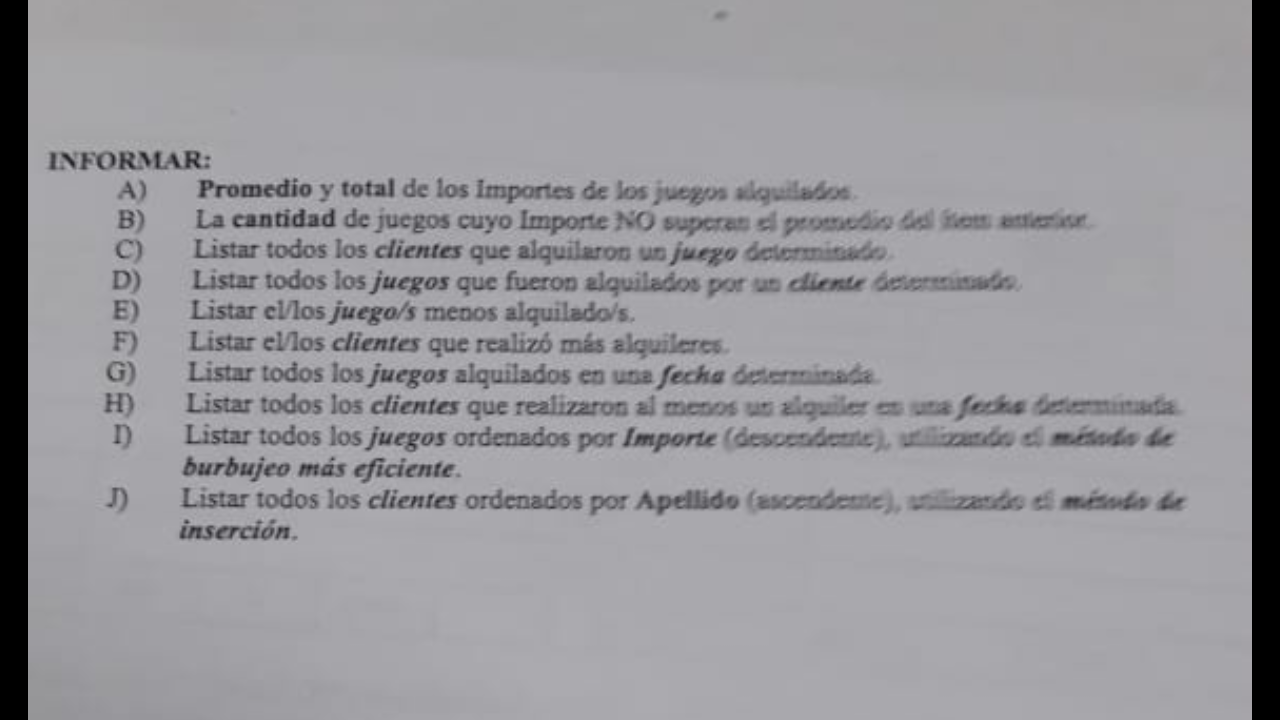 INFORMAR:
A) Promedio y total de los Importes de los juegos alquilados.
B) La cantidad de juegos cuyo Importe NO superan el promedio del ítem anterior.
C) Listar todos los clientes que alquilaron un juego determinado.
D) Listar todos los juegos que fueron alquilados por un cliente determinado.
E) Listar el/los juego/s menos alquilado/s.
F) Listar el/los clientes que realizó más alquileres.
G) Listar todos los juegos alquilados en una fecha determinada.
H) Listar todos los clientes que realizaron al menos un alquiler en una fecha determinada.
I) Listar todos los juegos ordenados por Importe (descendente), utilizando el método de
burbujeo más eficiente.
J) Listar todos los clientes ordenados por Apellido (ascendente), utilizando el método de
inserción.